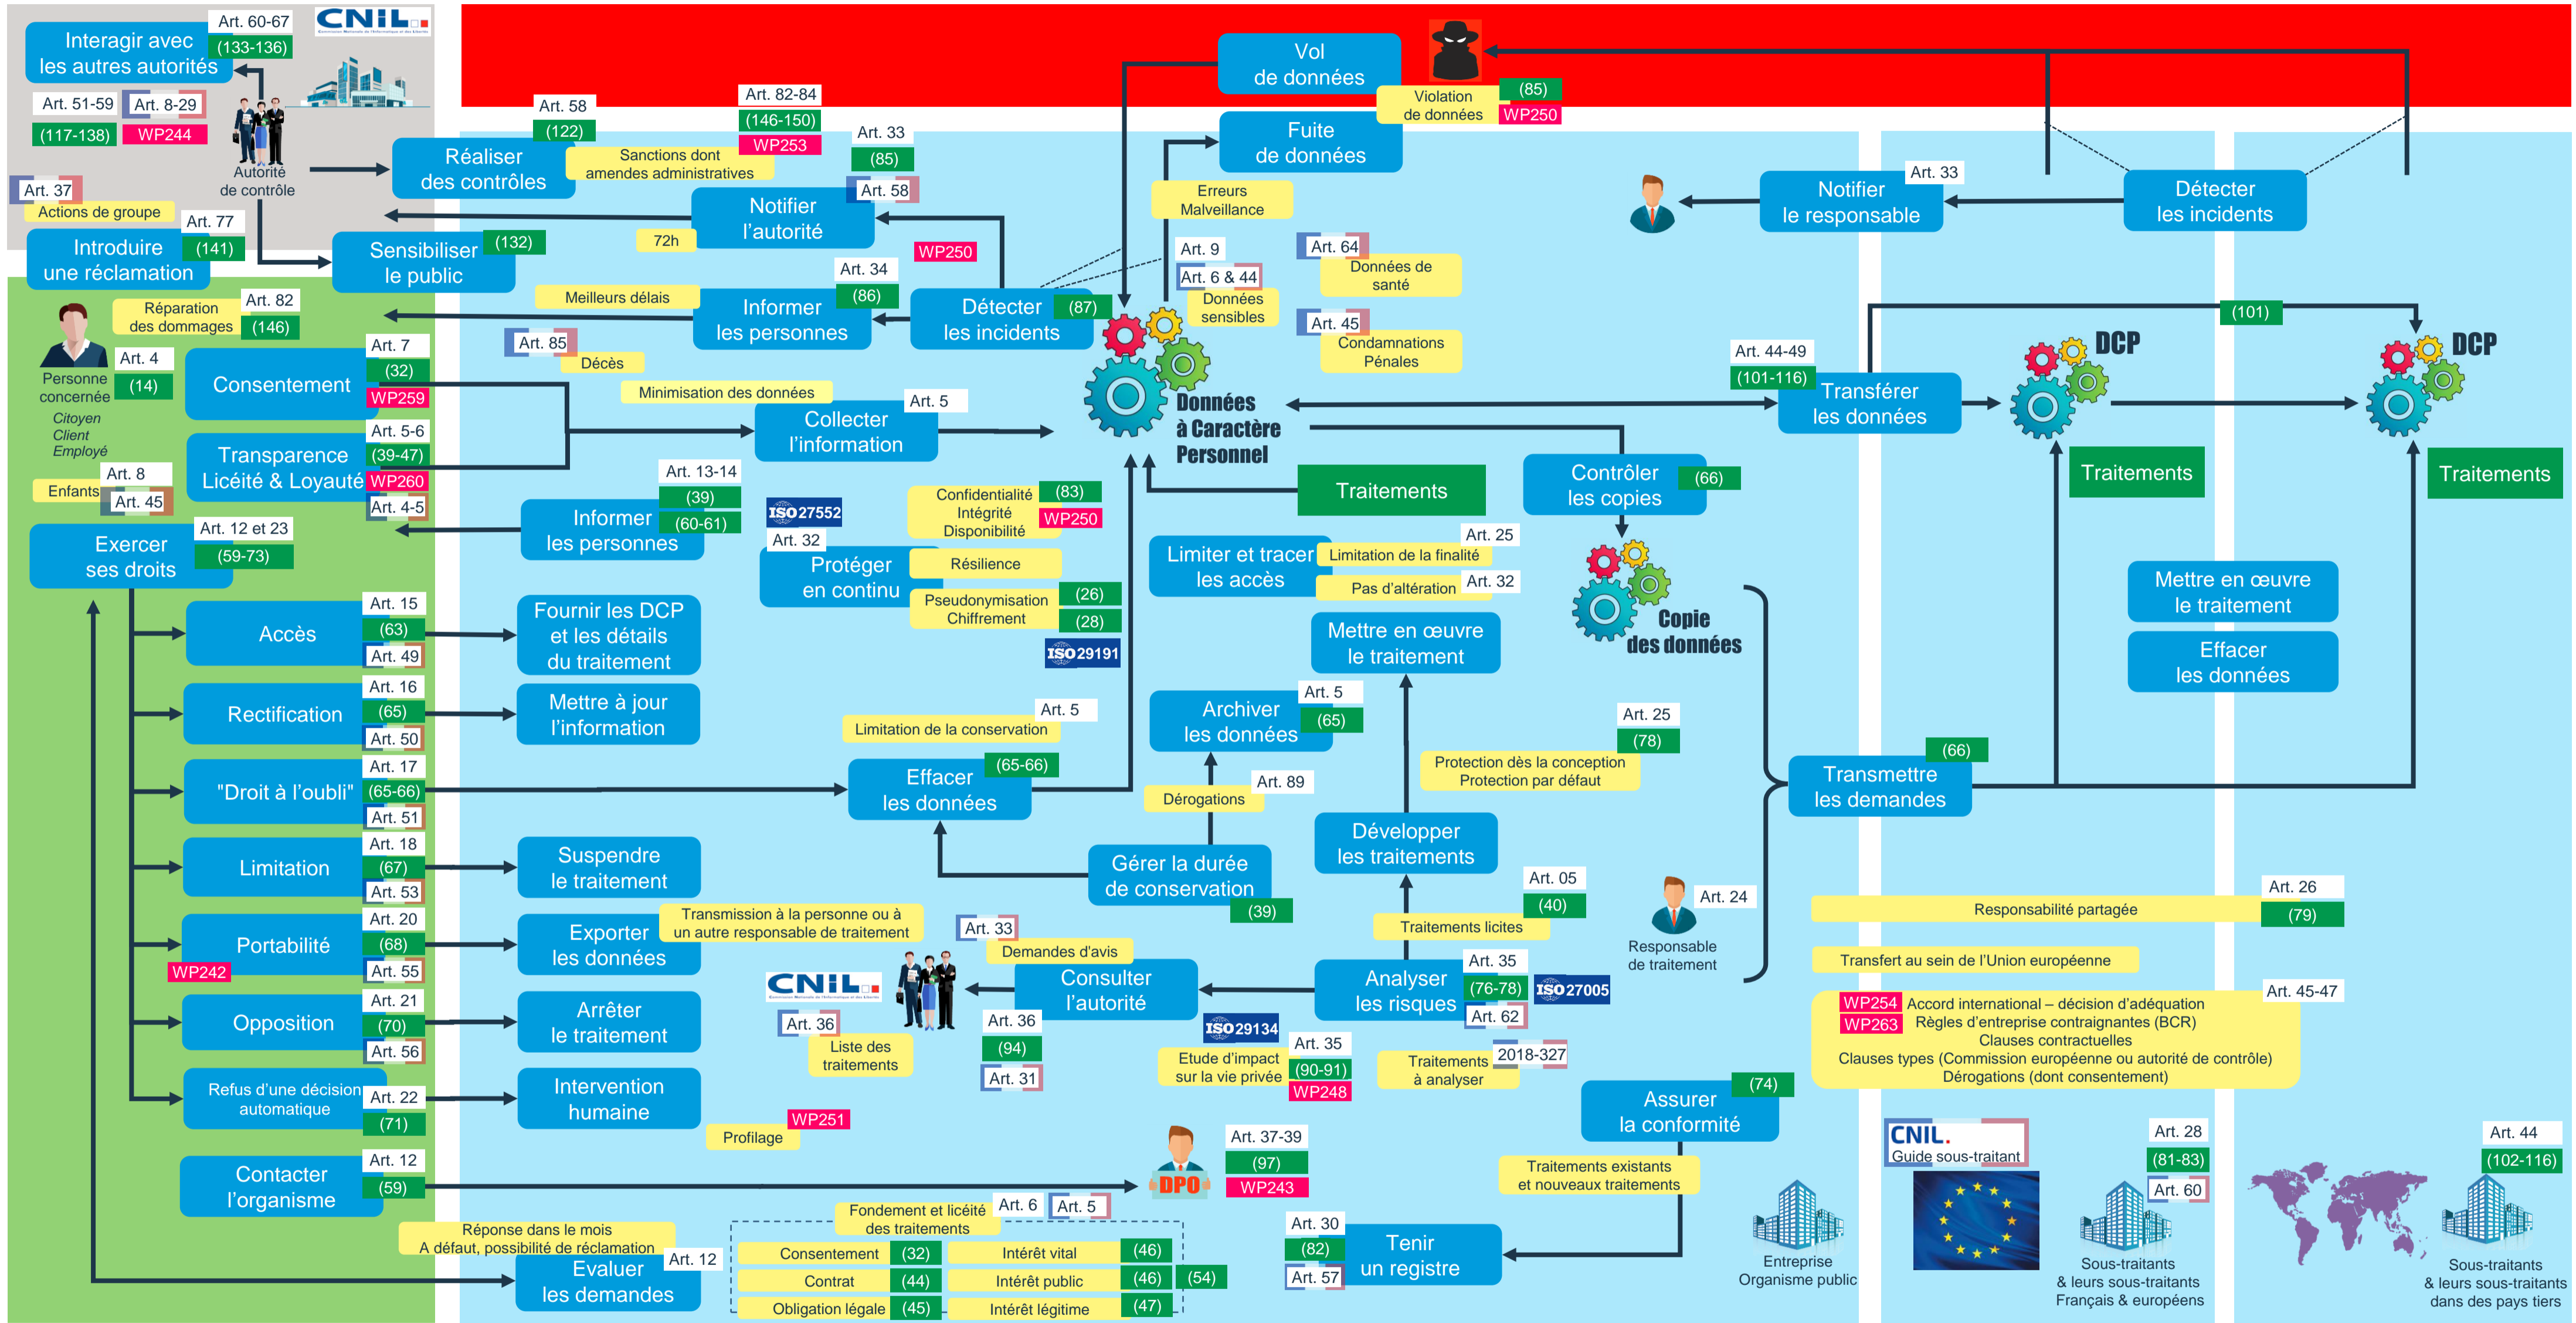 Interagir avec
les autres autorités
Art. 60-67
(133-136)
CNIL
Commission Nationale de l'Informatique et des Libertés
Art. 51-59
(117-138)
Art. 8-29
WP244
Autorité
de contrôle
Art. 37
Actions de groupe
Introduire
une réclamation
Art. 77
(141)
Réaliser
des contrôles
Art. 58
(122)
Sanctions dont
amendes administratives
Art. 82-84
(146-150)
WP253
Sensibiliser
le public
(132)
Notifier
l'autorité
72h
Art. 33
(85)
Art. 58
WP250
Informer
les personnes
Meilleurs délais
Art. 34
(86)
Détecter
les incidents
(87)
Vol
de données
Violation
de données
(85)
WP250
Fuite
de données
Erreurs
Malveillance
Art. 9
Art. 6 & 44
Données
sensibles
Art. 64
Données de
santé
Art. 45
Condamnations
Pénales
Notifier
le responsable
Art. 33
Détecter
les incidents
Personne
concernée
Citoyen
Client
Employé
Réparation
des dommages
Art. 82
(146)
Art. 4
(14)
Consentement
Art. 7
(32)
WP259
Transparence
Licéité & Loyauté
Art. 5-6
(39-47)
WP260
Art. 4-5
Enfants
Art. 8
Art. 45
Art. 85
Décès
Minimisation des données
Collecter
l'information
Art. 5
Données
à Caractère
Personnel
Art. 44-49
(101-116)
Transférer
les données
(101)
DCP
DCP
Traitements
Traitements
Traitements
Contrôler
les copies
(66)
Copie
des données
Informer
les personnes
Art. 13-14
(39)
(60-61)
ISO 27552
Art. 32
Protéger
en continu
Confidentialité
Intégrité
Disponibilité
(83)
WP250
Résilience
Pseudonymisation
Chiffrement
(26)
(28)
ISO 29191
Limiter et tracer
les accès
Limitation de la finalité
Art. 25
Pas d'altération
Art. 32
Mettre en œuvre
le traitement
Mettre en œuvre
le traitement
Effacer
les données
Exercer
ses droits
Art. 12 et 23
(59-73)
Accès
Art. 15
(63)
Art. 49
Fournir les DCP
et les détails
du traitement
Rectification
Art. 16
(65)
Art. 50
Mettre à jour
l'information
"Droit à l'oubli"
Art. 17
(65-66)
Art. 51
Limitation de la conservation
Art. 5
Effacer
les données
(65-66)
Archiver
les données
Art. 5
(65)
Dérogations
Art. 89
Gérer la durée
de conservation
(39)
Art. 25
(78)
Protection dès la conception
Protection par défaut
Développer
les traitements
Art. 05
(40)
Traitements licites
Transmettre
les demandes
(66)
Limitation
Art. 18
(67)
Art. 53
Suspendre
le traitement
Portabilité
WP242
Art. 20
(68)
Art. 55
Exporter
les données
Transmission à la personne ou à
un autre responsable de traitement
Opposition
Art. 21
(70)
Art. 56
Arrêter
le traitement
Refus d'une décision
automatique
Art. 22
(71)
Intervention
humaine
WP251
Profilage
CNIL
Commission Nationale de l'Informatique et des Libertés
Art. 36
Liste des
traitements
Art. 33
Demandes d'avis
Consulter
l'autorité
Art. 36
(94)
Art. 31
Analyser
les risques
Art. 35
(76-78)
Art. 62
ISO 27005
ISO 29134
Etude d'impact
sur la vie privée
Art. 35
(90-91)
WP248
Traitements
à analyser
2018-327
Responsable
de traitement
Art. 24
Responsabilité partagée
Art. 26
(79)
Transfert au sein de l'Union européenne
Art. 45-47
WP254
WP263
Accord international – décision d'adéquation
Règles d'entreprise contraignantes (BCR)
Clauses contractuelles
Clauses types (Commission européenne ou autorité de contrôle)
Dérogations (dont consentement)
Contacter
l'organisme
Art. 12
(59)
DPO
Art. 37-39
(97)
WP243
Assurer
la conformité
(74)
Traitements existants
et nouveaux traitements
Tenir
un registre
Art. 30
(82)
Art. 57
Réponse dans le mois
A défaut, possibilité de réclamation
Evaluer
les demandes
Art. 12
Fondement et licéité
des traitements
Art. 6
Art. 5
Consentement
(32)
Intérêt vital
(46)
Contrat
(44)
Intérêt public
(46)
(54)
Obligation légale
(45)
Intérêt légitime
(47)
Entreprise
Organisme public
CNIL.
Guide sous-traitant
Art. 28
(81-83)
Art. 60
Sous-traitants
& leurs sous-traitants
Français & européens
Art. 44
(102-116)
Sous-traitants
& leurs sous-traitants
dans des pays tiers